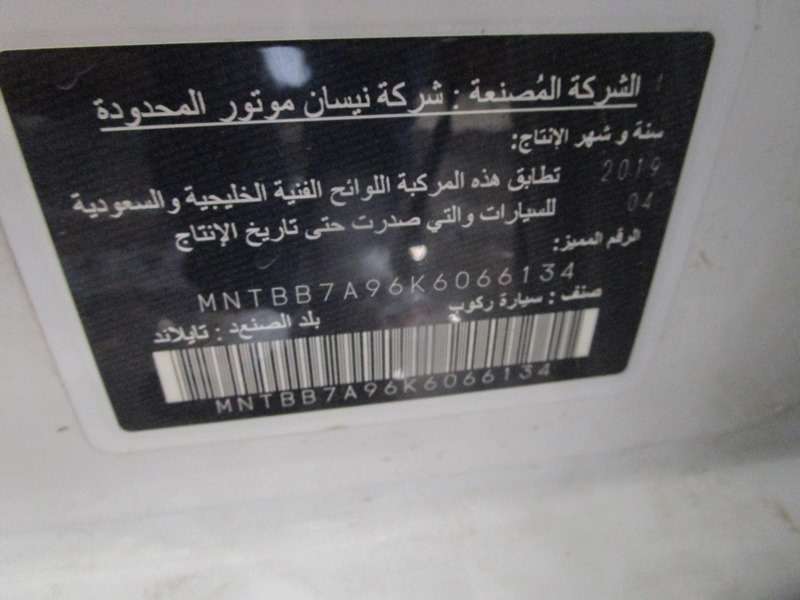 الشركة المُصنعة : شركة نيسان موتور المحدودة
سنة و شهر الإنتاج:
2019 تطابق هذه المركبة اللوائح الفنية الخليجية والسعودية
04 للسيارات والتي صدرت حتى تاريخ الإنتاج
الرقم المميز:
MNTBB7A96K6066134
صنف : سيارة ركوب بلد الصنع : تايلاند
MNTBB7A96K6066134